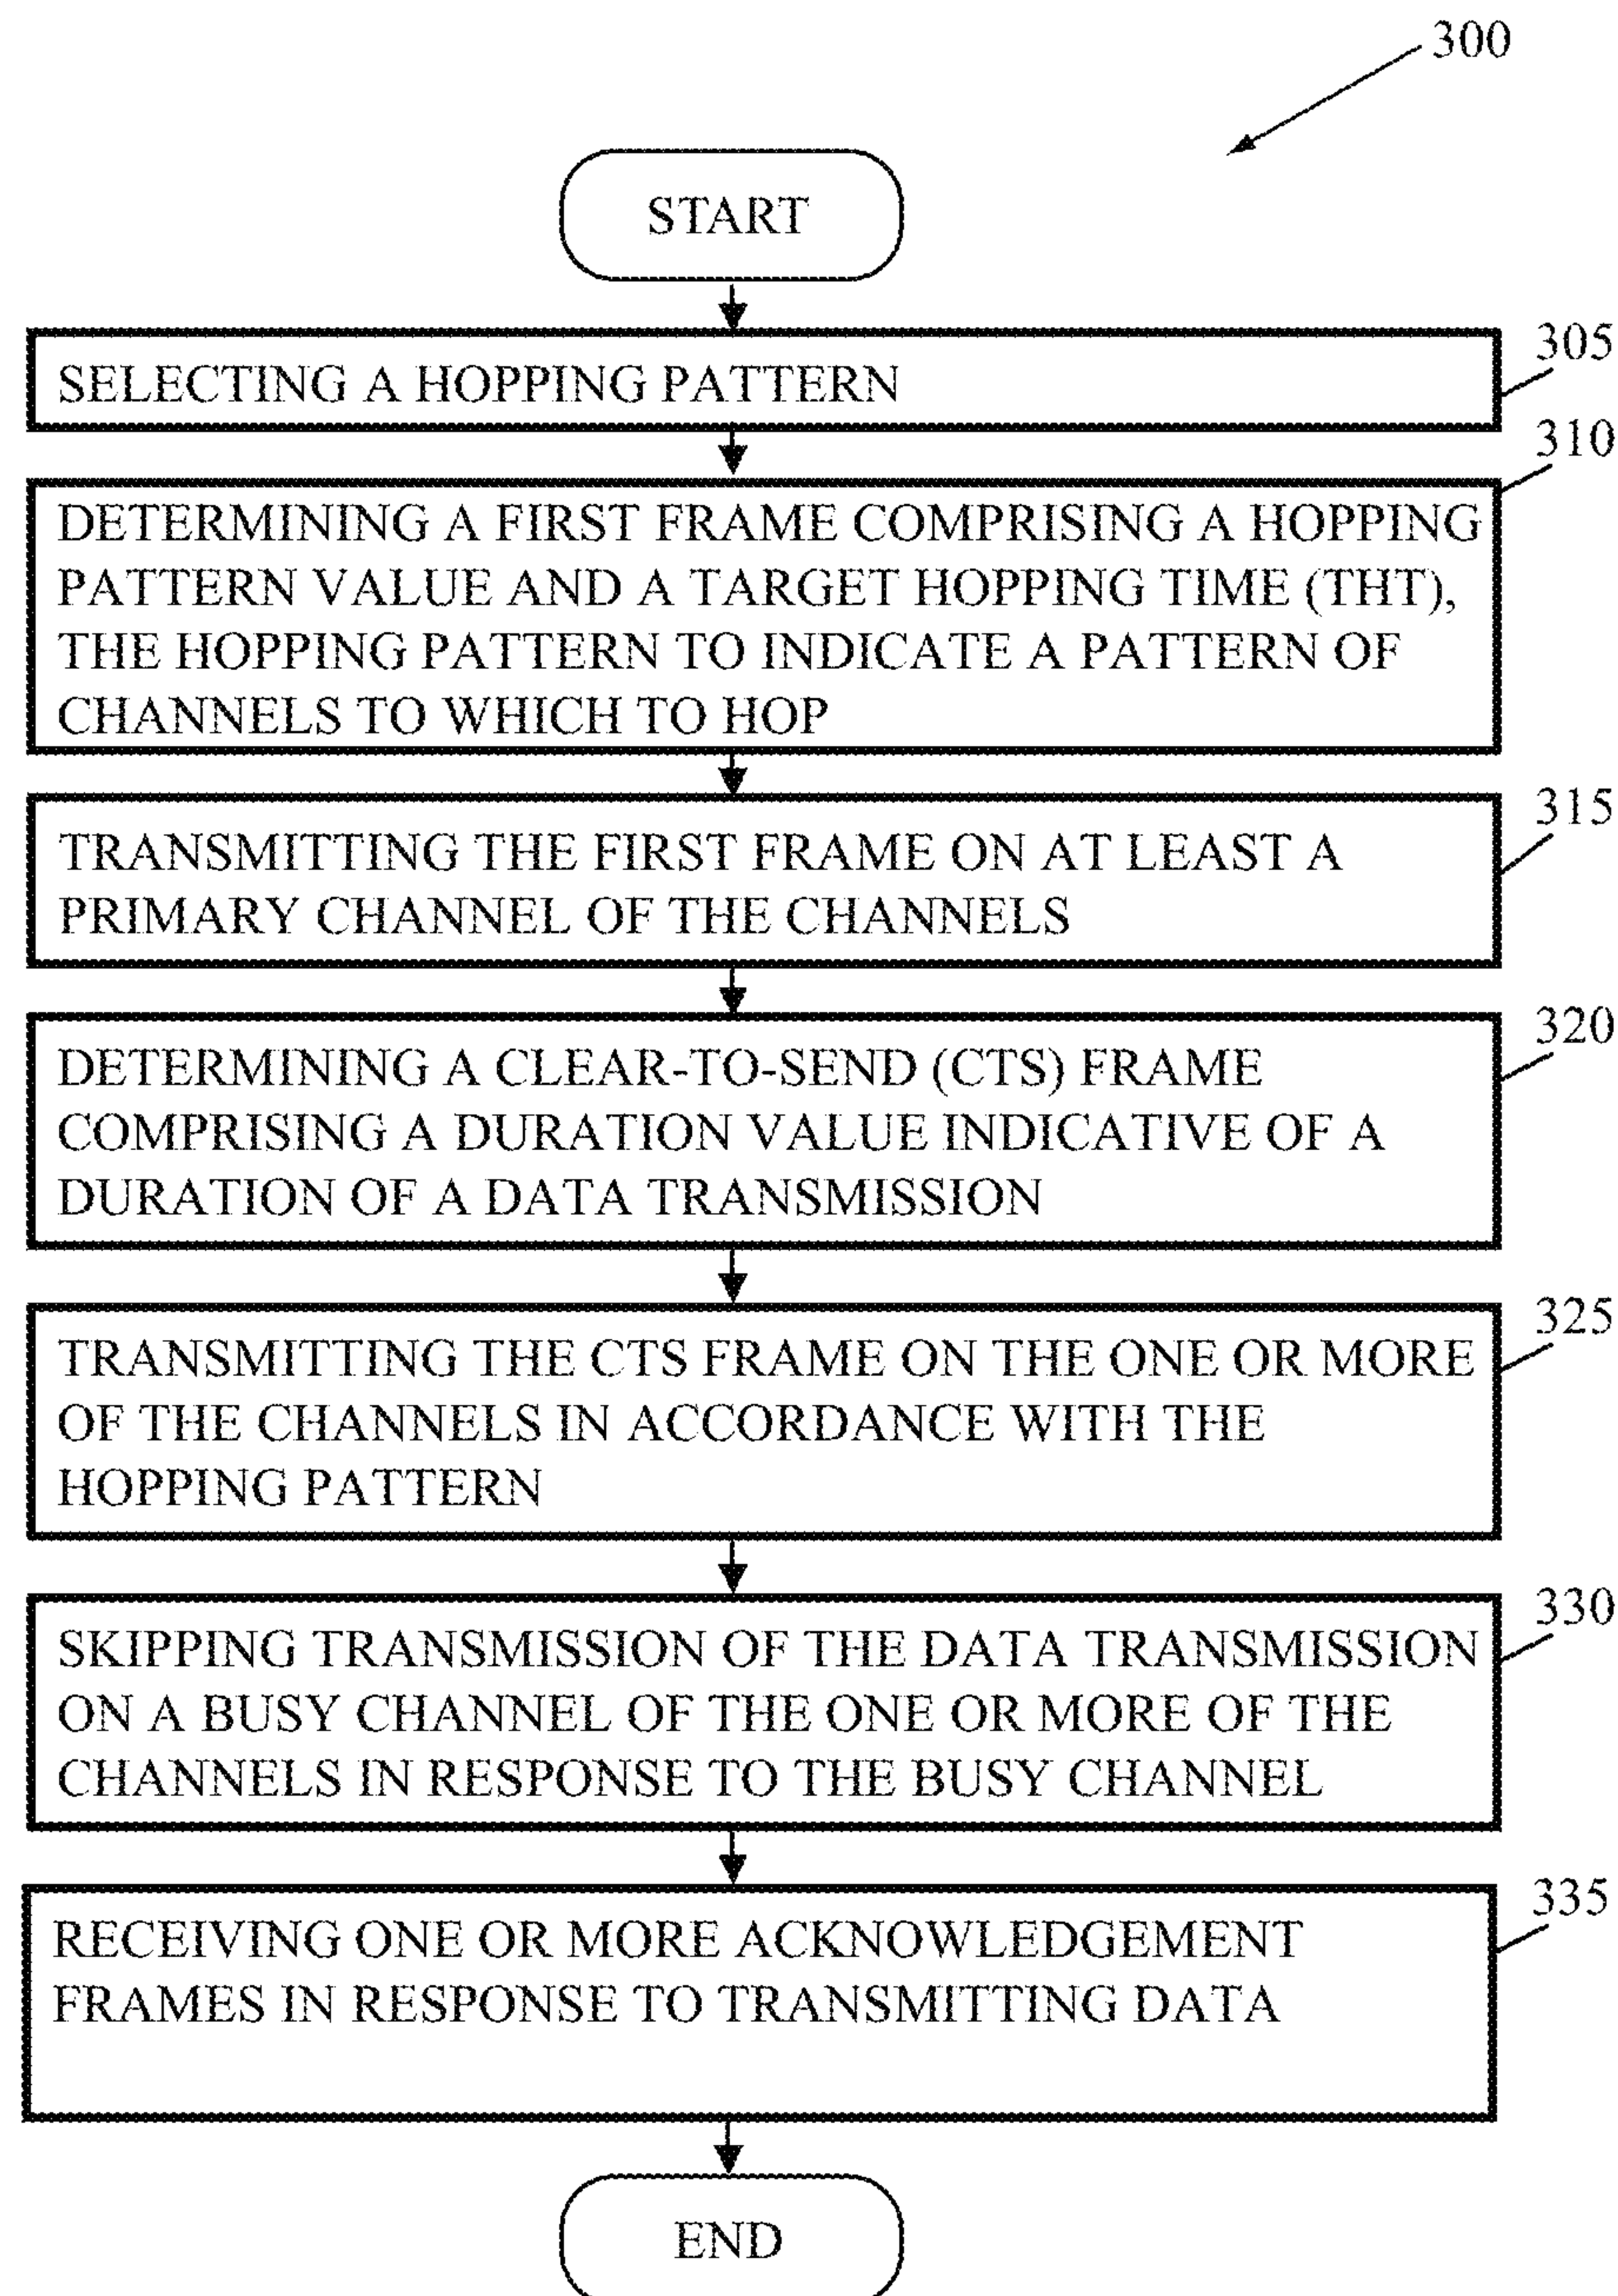 300
START
305
SELECTING A HOPPING PATTERN
310
DETERMINING A FIRST FRAME COMPRISING A HOPPING
PATTERN VALUE AND A TARGET HOPPING TIME (THT),
THE HOPPING PATTERN TO INDICATE A PATTERN OF
CHANNELS TO WHICH TO HOP
315
TRANSMITTING THE FIRST FRAME ON AT LEAST A
PRIMARY CHANNEL OF THE CHANNELS
320
DETERMINING A CLEAR-TO-SEND (CTS) FRAME
COMPRISING A DURATION VALUE INDICATIVE OF A
DURATION OF A DATA TRANSMISSION
325
TRANSMITTING THE CTS FRAME ON THE ONE OR MORE
OF THE CHANNELS IN ACCORDANCE WITH THE
HOPPING PATTERN
330
SKIPPING TRANSMISSION OF THE DATA TRANSMISSION
ON A BUSY CHANNEL OF THE ONE OR MORE OF THE
CHANNELS IN RESPONSE TO THE BUSY CHANNEL
335
RECEIVING ONE OR MORE ACKNOWLEDGEMENT
FRAMES IN RESPONSE TO TRANSMITTING DATA
END